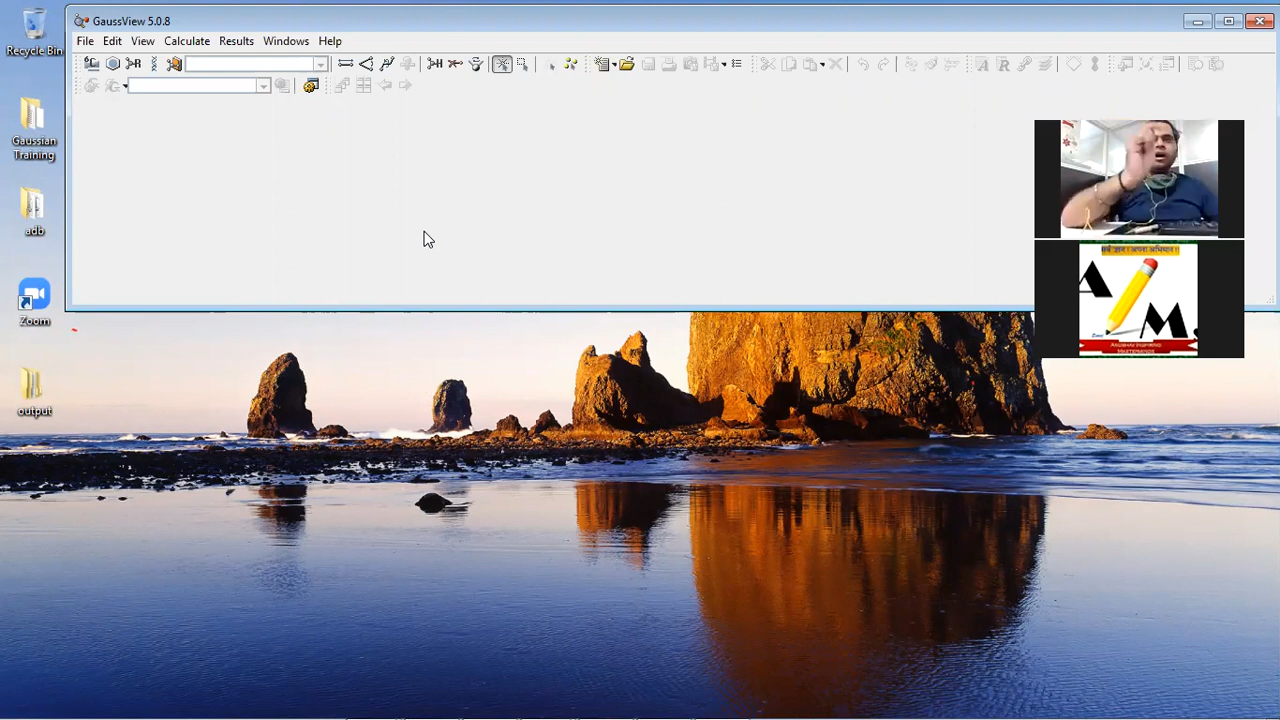 GaussView 5.0.8
File Edit View Calculate Results Windows Help
Recycle Bin
Gaussian
Training
adb
Zoom
output
A
M.